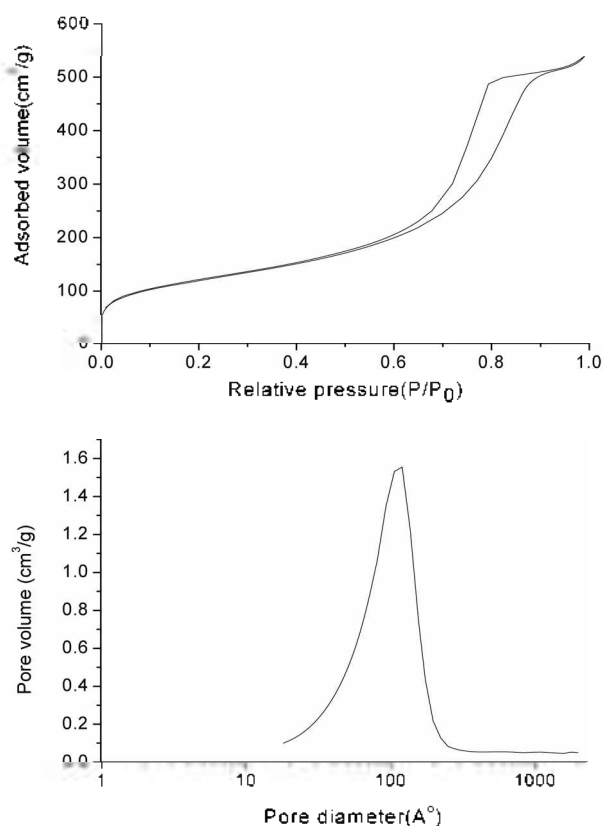 600
500
400
300
200
100
0
Adsorbed volume(cm³/g)
0.0 0.2 0.4 0.6 0.8 1.0
Relative pressure(P/P₀)
1.6
1.4
1.2
1.0
0.8
0.6
0.4
0.2
0.0
Pore volume (cm³/g)
1 10 100 1000
Pore diameter(A°)